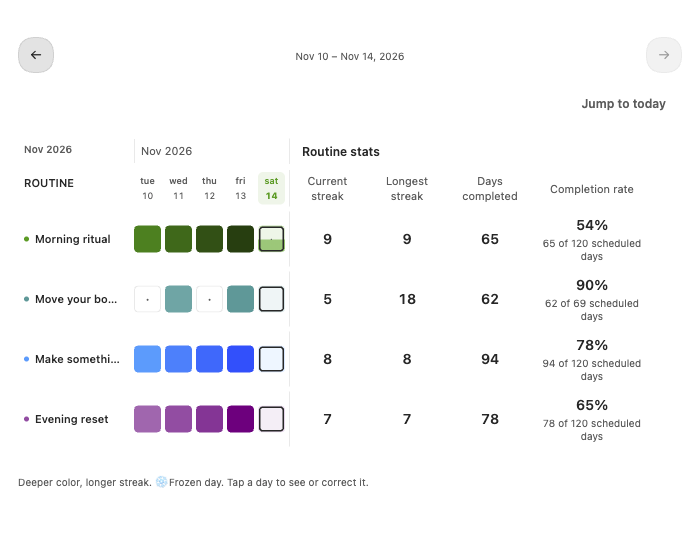 ←
Nov 10 – Nov 14, 2026
→
Jump to today
Nov 2026
Nov 2026
Routine stats
ROUTINE
tue 10
wed 11
thu 12
fri 13
sat 14
Current streak
Longest streak
Days completed
Completion rate
Morning ritual
9
9
65
54%
65 of 120 scheduled
days
Move your bo...
5
18
62
90%
62 of 69 scheduled
days
Make somethi...
8
8
94
78%
94 of 120 scheduled
days
Evening reset
7
7
78
65%
78 of 120 scheduled
days
Deeper color, longer streak. ❄️Frozen day. Tap a day to see or correct it.